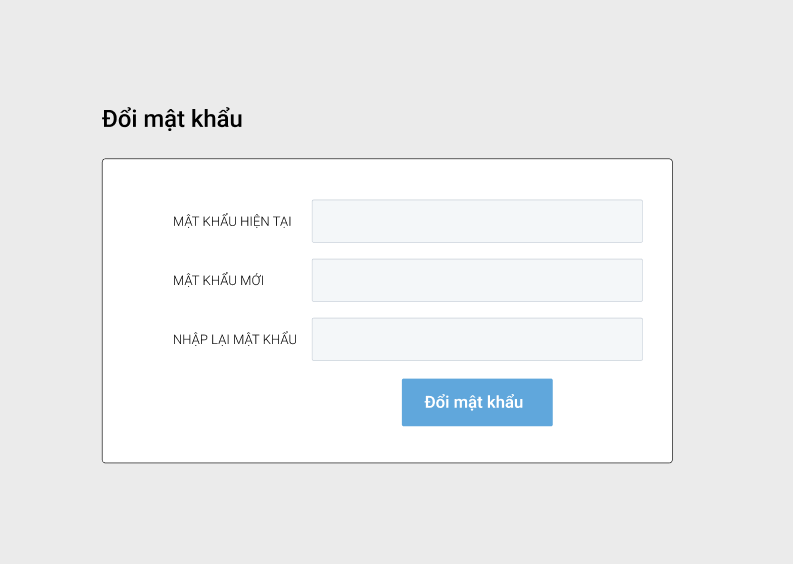 Đổi mật khẩu
MẬT KHẨU HIỆN TẠI
MẬT KHẨU MỚI
NHẬP LẠI MẬT KHẨU
Đổi mật khẩu